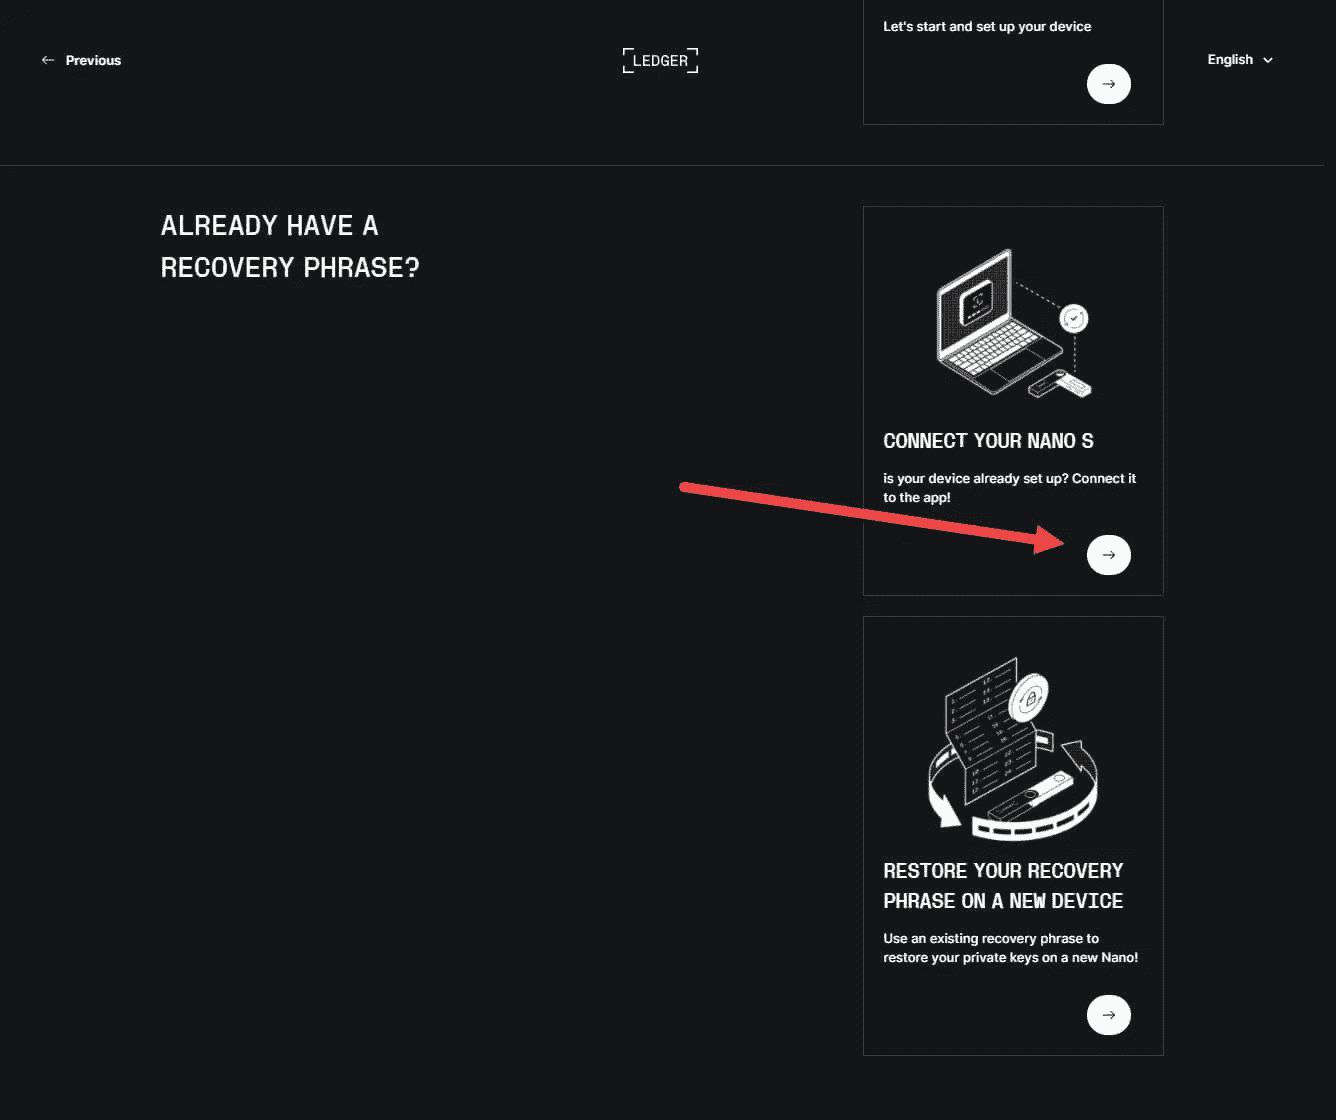 Let's start and set up your device
Previous
LEDGER
English
ALREADY HAVE A
RECOVERY PHRASE?
CONNECT YOUR NANO S
is your device already set up? Connect it
to the app!
RESTORE YOUR RECOVERY
PHRASE ON A NEW DEVICE
Use an existing recovery phrase to
restore your private keys on a new Nano!